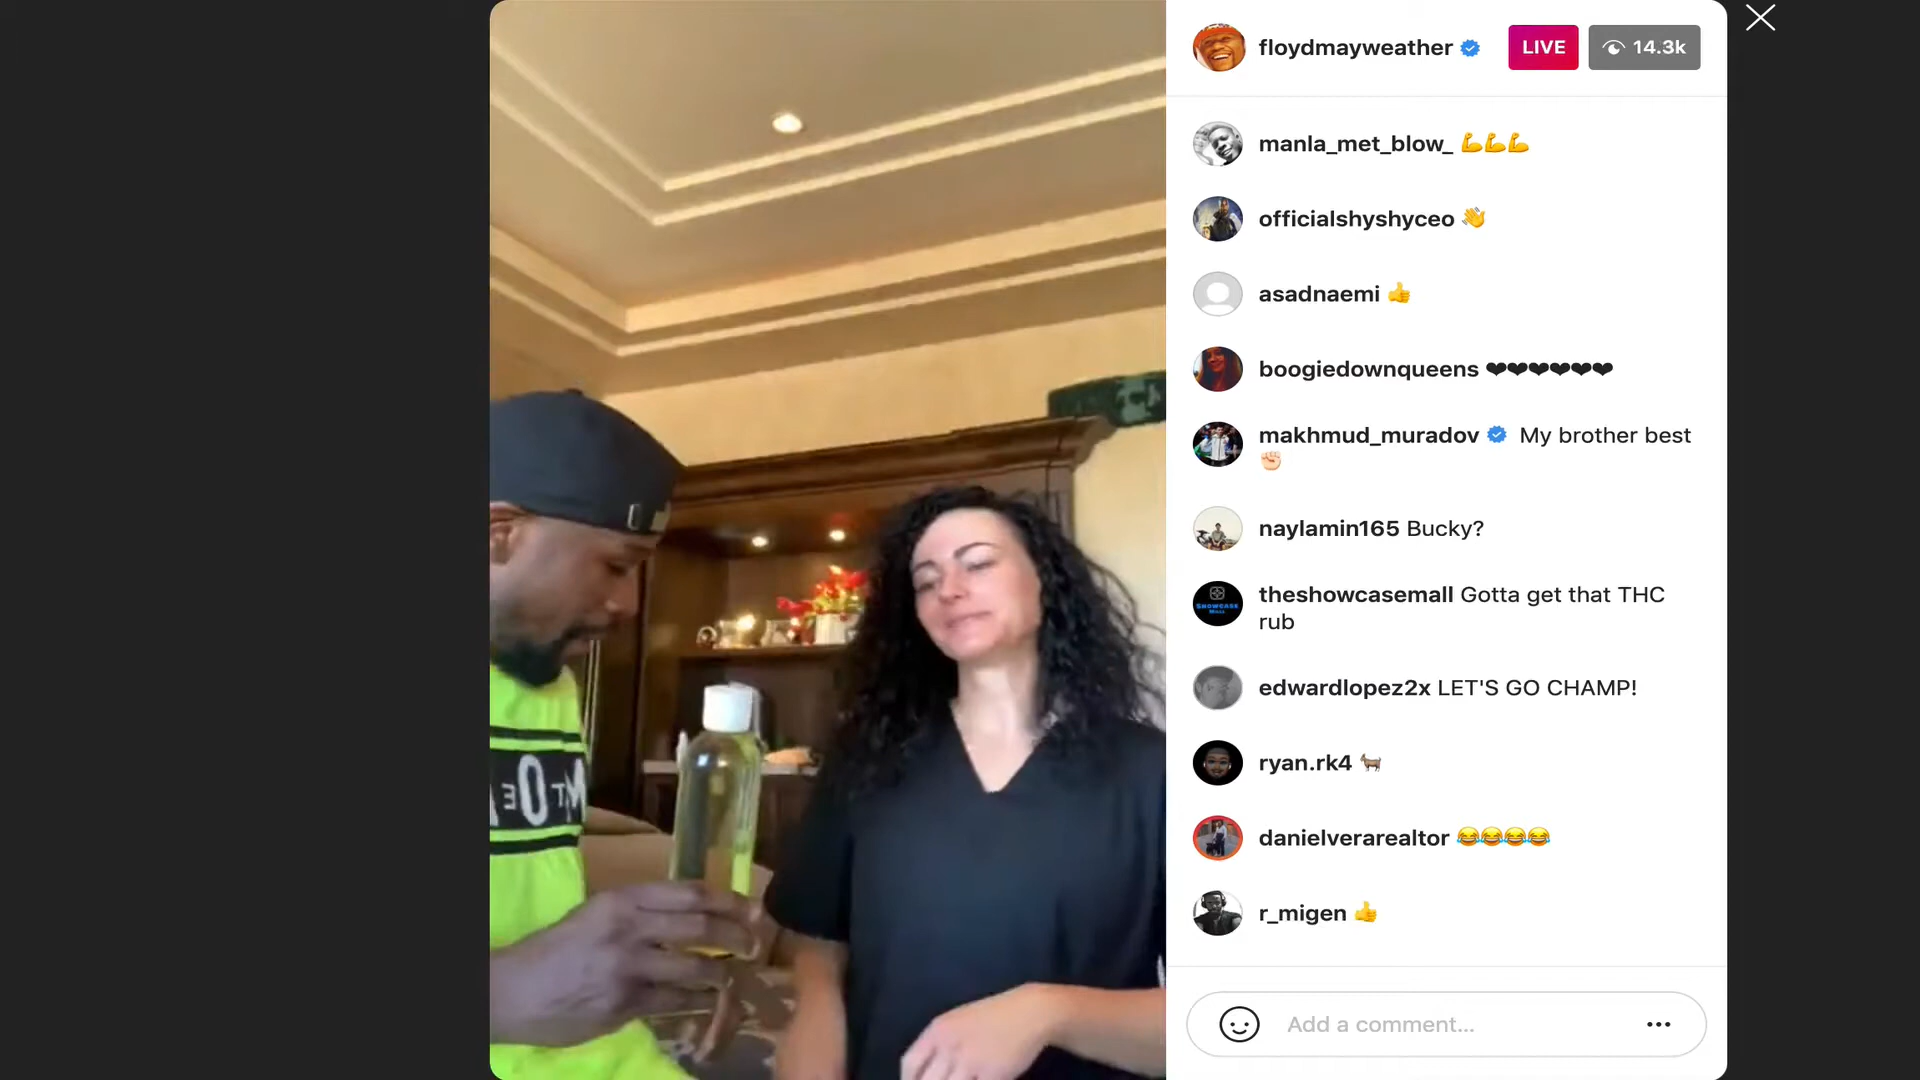 floydmayweather LIVE 14.3k
manla_met_blow_ 💪💪💪
officialshyshyceo 👋
asadnaemi 👍
boogiedownqueens ❤❤❤❤❤❤
makhmud_muradov My brother best
✊🏻
naylamin165 Bucky?
theshowcasemall Gotta get that THC
rub
edwardlopez2x LET'S GO CHAMP!
ryan.rk4 🐐
danielverarealtor 😂😂😂😂
r_migen 👍
Add a comment...